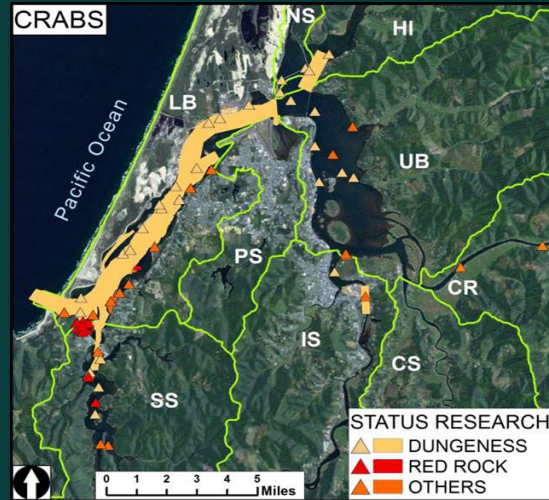 CRABS
NS
HI
LB
Pacific Ocean
UB
PS
CR
IS
CS
SS
STATUS RESEARCH
DUNGENESS
RED ROCK
OTHERS
0 1 2 3 4 5
Miles